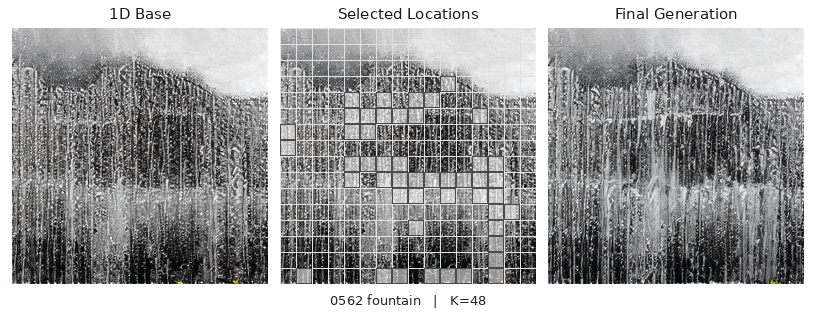 1D Base
Selected Locations
Final Generation
0562 fountain | K=48